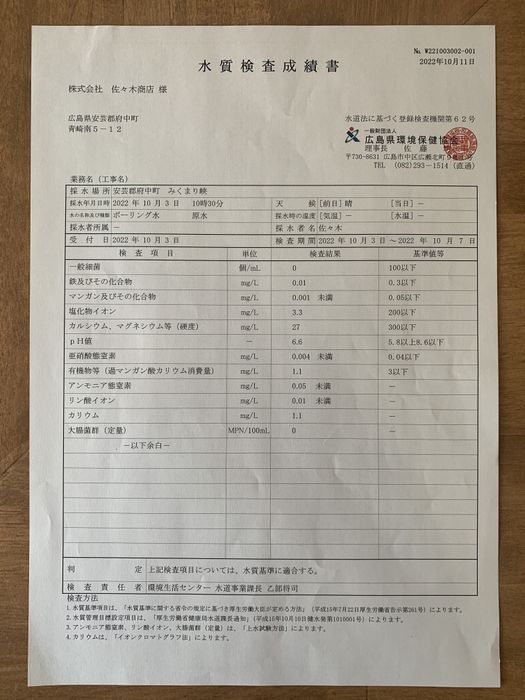 № W221003002-001
2022年10月11日
水質検査成績書
株式会社 佐々木商店 様
広島県安芸郡府中町
青崎南5-12
水道法に基づく登録検査機関第62号
一般財団法人
広島県環境保健協会
理事長 佐藤
〒730-8631 広島市中区広瀬北町9番
TEL (082)293-1514(直通)
業務名(工事名)
採水場所 安芸郡府中町 みくまり峡
採水年月日時 2022年10月3日 10時30分 天候 [前日]晴 [当日]-
水の名称及び種類 ボーリング水 原水 採水時の温度 [気温]- [水温]-
採水者所属 - 採水者名 佐々木
受付日 2022年10月3日 検査期間 2022年10月3日~2022年10月7日
検査項目 単位 検査結果 基準値等
一般細菌 個/mL 0 100以下
鉄及びその化合物 mg/L 0.01 0.3以下
マンガン及びその化合物 mg/L 0.001 未満 0.05以下
塩化物イオン mg/L 3.3 200以下
カルシウム、マグネシウム等(硬度) mg/L 27 300以下
pH値 - 6.6 5.8以上8.6以下
亜硝酸態窒素 mg/L 0.004 未満 0.04以下
有機物等(過マンガン酸カリウム消費量) mg/L 1.1 3以下
アンモニア態窒素 mg/L 0.05 未満 -
リン酸イオン mg/L 0.01 未満 -
カリウム mg/L 1.1 -
大腸菌群(定量) MPN/100mL 0 -
-以下余白-
判定 上記検査項目については、水質基準に適合する。
検査責任者 環境生活センター 水道事業課長 乙部将司
検査方法
1.水質基準項目は、「水質基準に関する省令の規定に基づき厚生労働大臣が定める方法」(平成15年7月22日厚生労働省告示第261号)によります。
2.水質管理目標設定項目は、「厚生労働省健康局水道課長通知」(平成15年10月10日健水発第1010001号)によります。
3.アンモニア態窒素、リン酸イオン、大腸菌群(定量)は、「上水試験方法」によります。
4.カリウムは、「イオンクロマトグラフ法」によります。